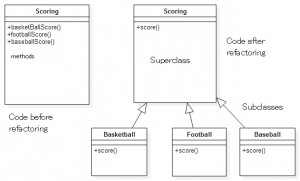 Scoring
+basketBallScore()
+footballScore()
+baseballScore()
methods
Code before
refactoring
Scoring
+score()
Superclass
Code after
refactoring
Subclasses
Basketball
+score()
Football
+score()
Baseball
+score()